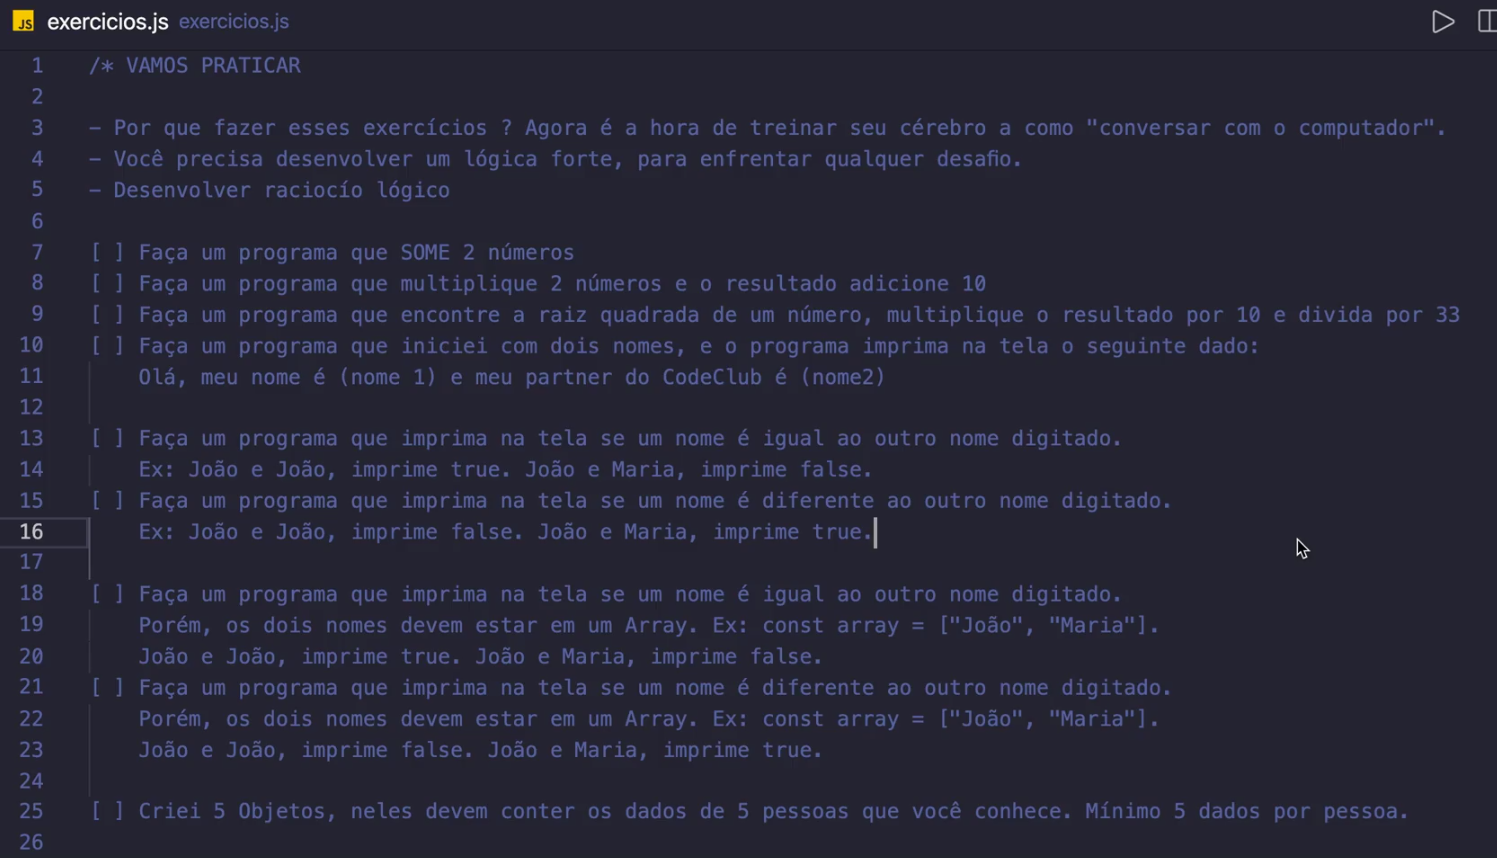 JS exercicios.js exercicios.js
1 /* VAMOS PRATICAR
2
3 - Por que fazer esses exercícios ? Agora é a hora de treinar seu cérebro a como "conversar com o computador".
4 - Você precisa desenvolver um lógica forte, para enfrentar qualquer desafio.
5 - Desenvolver raciocío lógico
6
7 [ ] Faça um programa que SOME 2 números
8 [ ] Faça um programa que multiplique 2 números e o resultado adicione 10
9 [ ] Faça um programa que encontre a raiz quadrada de um número, multiplique o resultado por 10 e divida por 33
10 [ ] Faça um programa que iniciei com dois nomes, e o programa imprima na tela o seguinte dado:
11 Olá, meu nome é (nome 1) e meu partner do CodeClub é (nome2)
12
13 [ ] Faça um programa que imprima na tela se um nome é igual ao outro nome digitado.
14 Ex: João e João, imprime true. João e Maria, imprime false.
15 [ ] Faça um programa que imprima na tela se um nome é diferente ao outro nome digitado.
16 Ex: João e João, imprime false. João e Maria, imprime true.
17
18 [ ] Faça um programa que imprima na tela se um nome é igual ao outro nome digitado.
19 Porém, os dois nomes devem estar em um Array. Ex: const array = ["João", "Maria"].
20 João e João, imprime true. João e Maria, imprime false.
21 [ ] Faça um programa que imprima na tela se um nome é diferente ao outro nome digitado.
22 Porém, os dois nomes devem estar em um Array. Ex: const array = ["João", "Maria"].
23 João e João, imprime false. João e Maria, imprime true.
24
25 [ ] Criei 5 Objetos, neles devem conter os dados de 5 pessoas que você conhece. Mínimo 5 dados por pessoa.
26